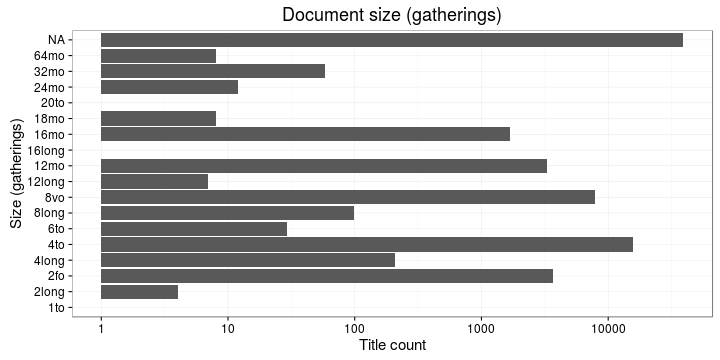 Document size (gatherings)
NA
64mo
32mo
24mo
20to
18mo
16mo
16long
12mo
12long
8vo
8long
6to
4to
4long
2fo
2long
1to
Size (gatherings)
1 10 100 1000 10000
Title count